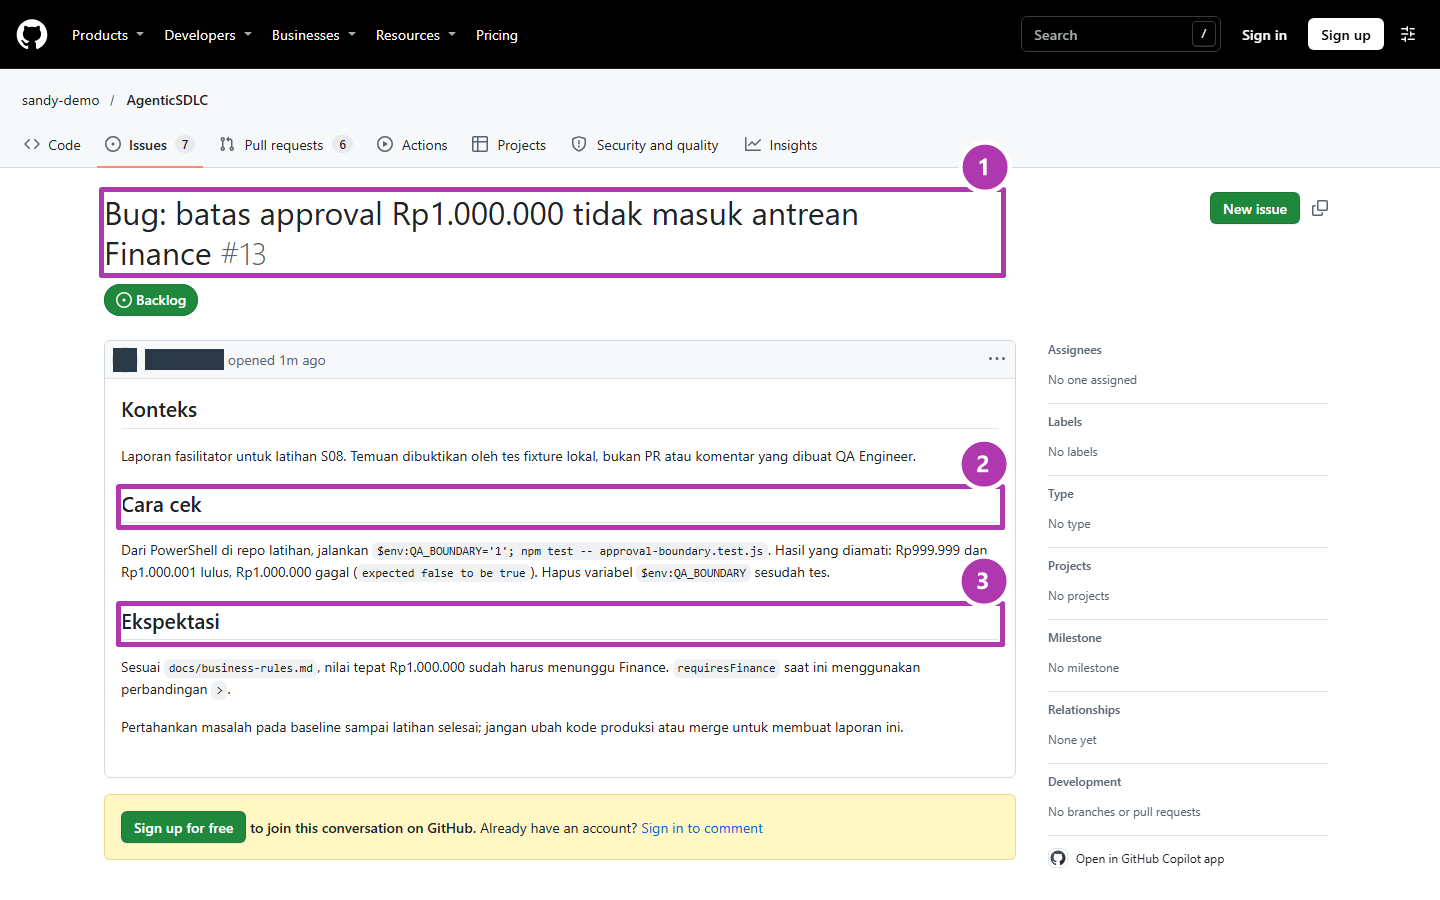 Products Developers Businesses Resources Pricing Search / Sign in Sign up
sandy-demo / AgenticSDLC
Code Issues 7 Pull requests 6 Actions Projects Security and quality Insights
1
Bug: batas approval Rp1.000.000 tidak masuk antrean
Finance #13
New issue
Backlog
opened 1m ago
Konteks
Laporan fasilitator untuk latihan S08. Temuan dibuktikan oleh tes fixture lokal, bukan PR atau komentar yang dibuat QA Engineer.
2
Cara cek
Dari PowerShell di repo latihan, jalankan $env:QA_BOUNDARY='1'; npm test -- approval-boundary.test.js. Hasil yang diamati: Rp999.999 dan
Rp1.000.001 lulus, Rp1.000.000 gagal (expected false to be true). Hapus variabel $env:QA_BOUNDARY sesudah tes.
3
Ekspektasi
Sesuai docs/business-rules.md, nilai tepat Rp1.000.000 sudah harus menunggu Finance. requiresFinance saat ini menggunakan
perbandingan >.
Pertahankan masalah pada baseline sampai latihan selesai; jangan ubah kode produksi atau merge untuk membuat laporan ini.
Sign up for free to join this conversation on GitHub. Already have an account? Sign in to comment
Assignees
No one assigned
Labels
No labels
Type
No type
Projects
No projects
Milestone
No milestone
Relationships
None yet
Development
No branches or pull requests
Open in GitHub Copilot app